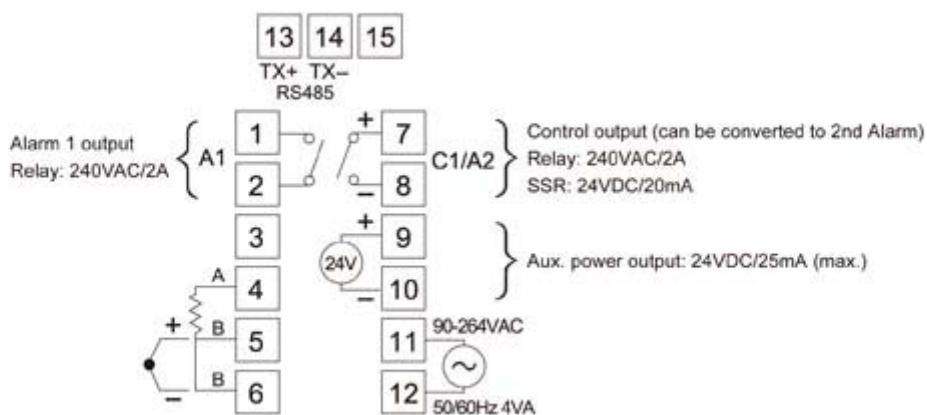 13 14 15
TX+ TX–
RS485
Alarm 1 output
Relay: 240VAC/2A
A1
1
2
3
A 4
+ B 5
– B 6
+ 7
– 8
C1/A2
Control output (can be converted to 2nd Alarm)
Relay: 240VAC/2A
SSR: 24VDC/20mA
+ 9
24V
– 10
Aux. power output: 24VDC/25mA (max.)
11 90-264VAC
12 50/60Hz 4VA